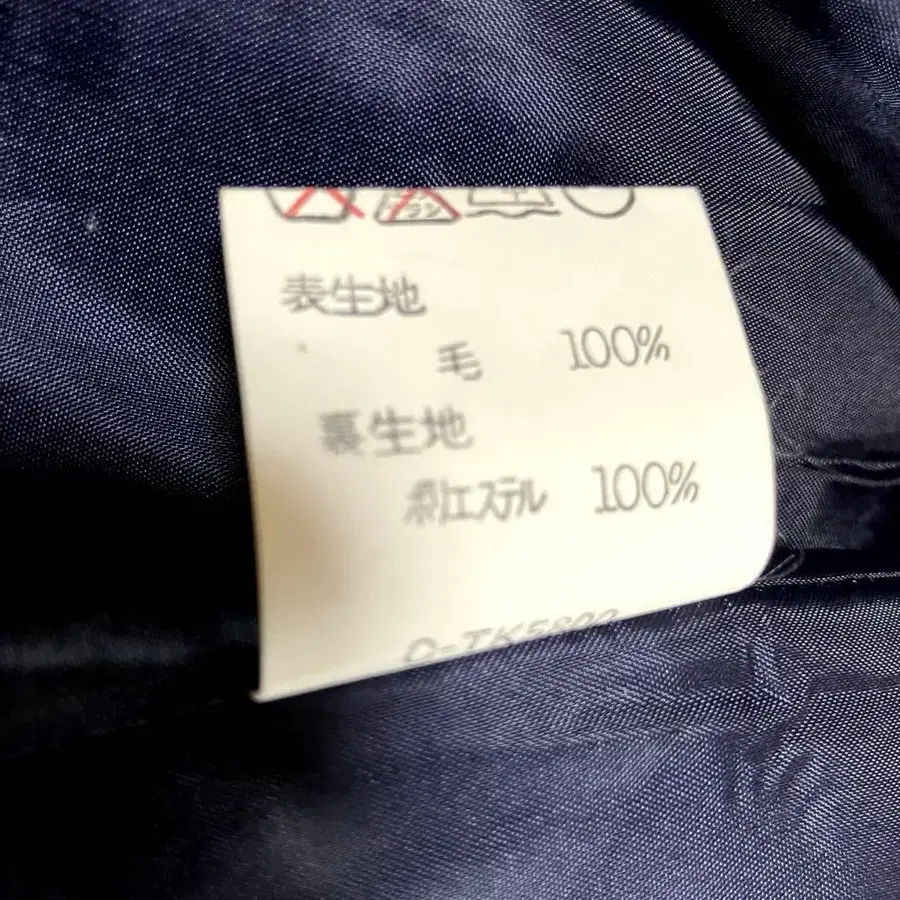 表生地
毛 100%
裏生地
ポリエステル 100%